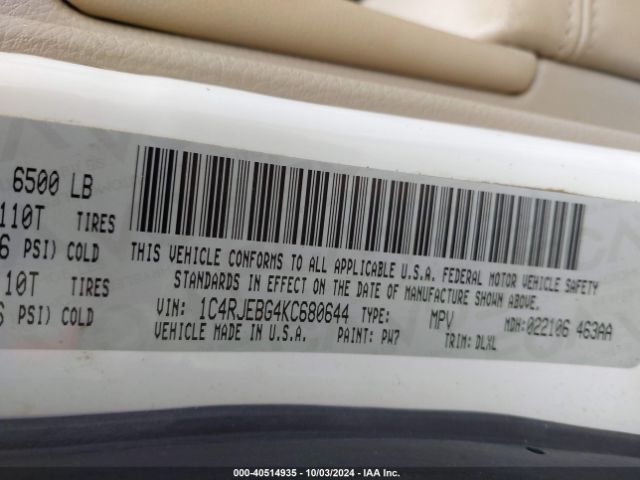 6500 LB
110T TIRES
PSI) COLD
10T TIRES
PSI) COLD
THIS VEHICLE CONFORMS TO ALL APPLICABLE U.S.A. FEDERAL MOTOR VEHICLE SAFETY
STANDARDS IN EFFECT ON THE DATE OF MANUFACTURE SHOWN ABOVE.
VIN: 1C4RJEBG4KC680644 TYPE: MPV MDH:022106 463AA
VEHICLE MADE IN U.S.A. PAINT: PW7 TRIM: DLXL
000-40514935 - 10/03/2024 - IAA Inc.